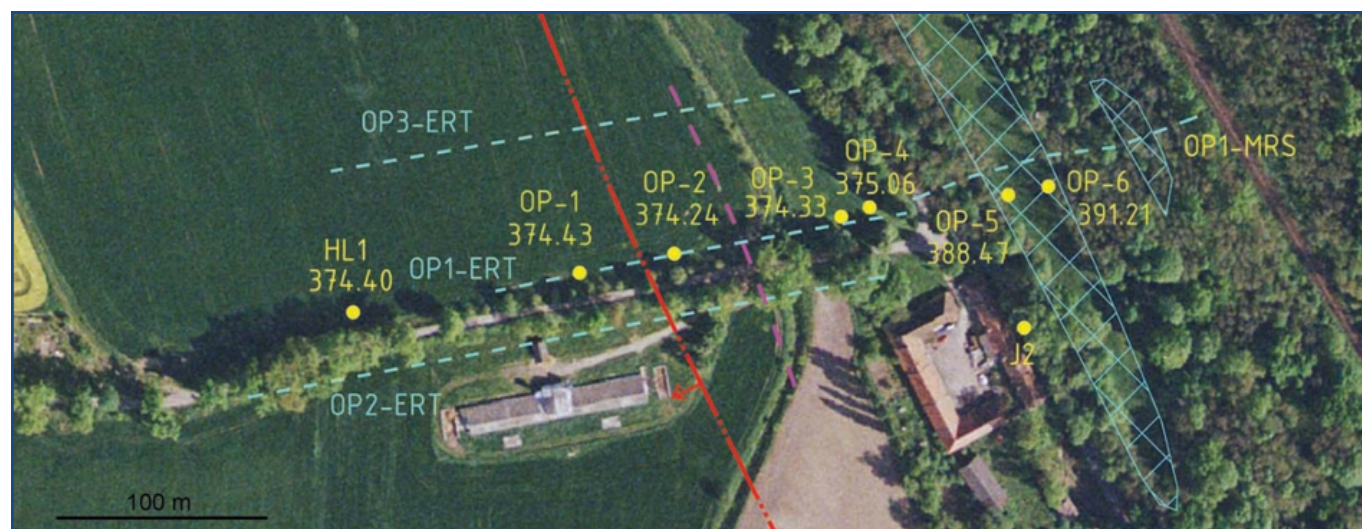 OP3-ERT
OP-4
375.06
OP1-MRS
OP-3
374.33
OP-2
374.24
OP-6
391.21
OP-1
374.43
OP-5
388.47
HL1
374.40
OP1-ERT
J2
OP2-ERT
100 m